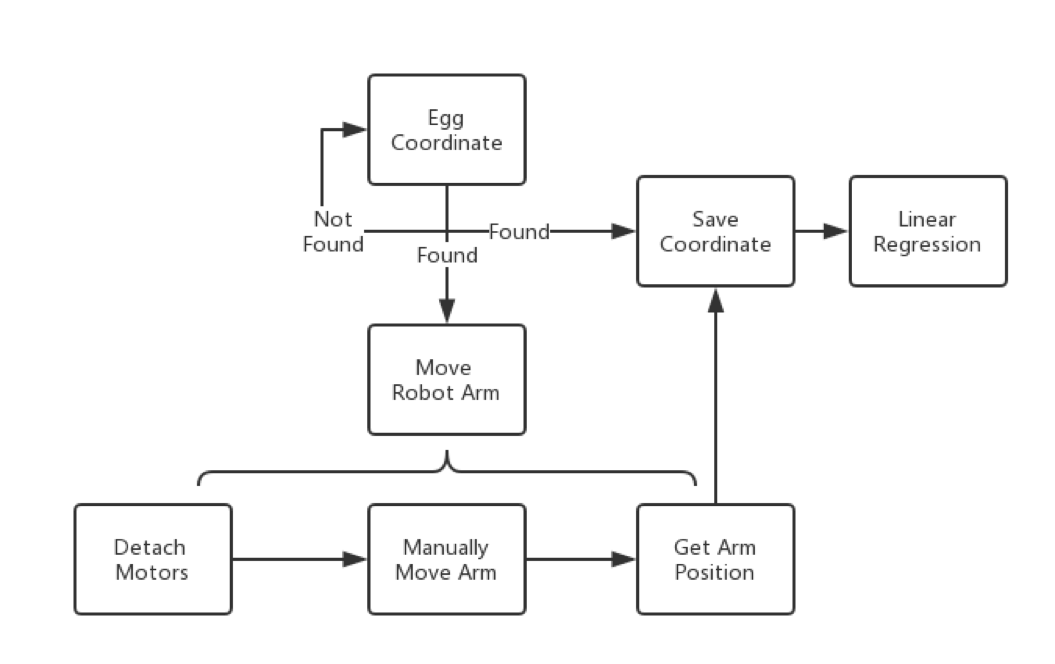 Egg
Coordinate
Not
Found
Found
Found
Save
Coordinate
Linear
Regression
Move
Robot Arm
Detach
Motors
Manually
Move Arm
Get Arm
Position